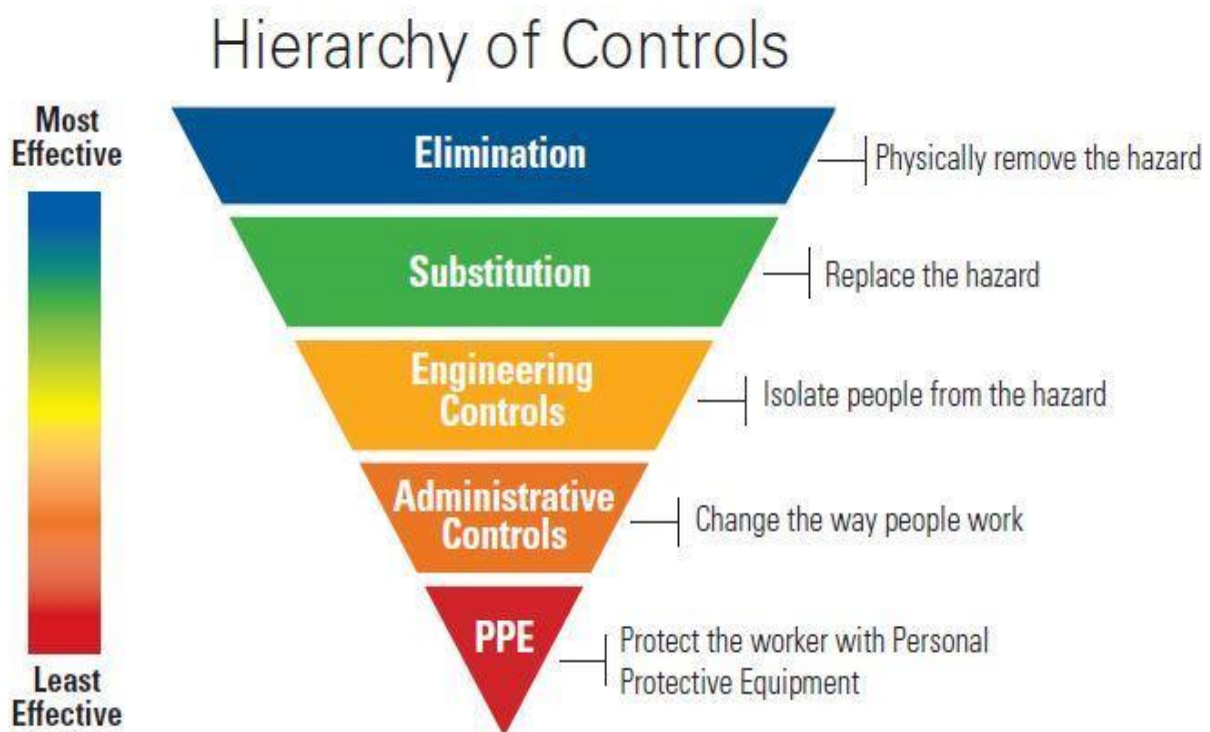 Hierarchy of Controls
Most
Effective
Elimination
Physically remove the hazard
Substitution
Replace the hazard
Engineering
Controls
Isolate people from the hazard
Administrative
Controls
Change the way people work
PPE
Protect the worker with Personal
Protective Equipment
Least
Effective